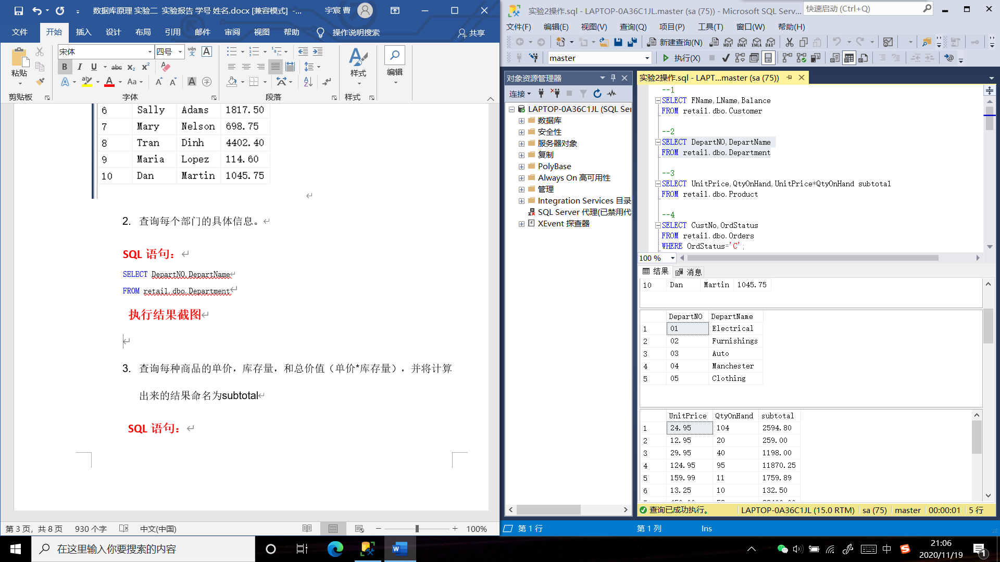 数据库原理 实验二  实验报告 学号 姓名.docx [兼容模式]  -...
宇宸 曹
文件 开始 插入 设计 布局 引用 邮件 审阅 视图 帮助 操作说明搜索 共享
宋体 四号
粘贴 样式 编辑
剪贴板 字体 段落 样式
6 Sally Adams 1817.50
7 Mary Nelson 698.75
8 Tran Dinh 4402.40
9 Maria Lopez 114.60
10 Dan Martin 1045.75
2. 查询每个部门的具体信息。
SQL 语句：
SELECT DepartNO,DepartName
FROM retail.dbo.Department
执行结果截图
3. 查询每种商品的单价，库存量，和总价值（单价*库存量），并将计算
出来的结果命名为subtotal
SQL 语句：
第 3 页，共 8 页 930 个字 中文(中国) 100%
实验2操作.sql - LAPTOP-0A36C1JL.master (sa (75)) - Microsoft SQL Serv...
快速启动 (Ctrl+Q)
文件(F) 编辑(E) 视图(V) 查询(Q) 项目(P) 工具(T) 窗口(W) 帮助(H)
新建查询(N)
MDX DMX XMLA DAX
master 执行(X)
对象资源管理器
连接
LAPTOP-0A36C1JL (SQL Ser
数据库
安全性
服务器对象
复制
PolyBase
Always On 高可用性
管理
Integration Services 目录
SQL Server 代理(已禁用代
XEvent 探查器
实验2操作.sql - LAPT...master (sa (75))
--1
SELECT FName,LName,Balance
FROM retail.dbo.Customer
--2
SELECT DepartNO,DepartName
FROM retail.dbo.Department
--3
SELECT UnitPrice,QtyOnHand,UnitPrice*QtyOnHand subtotal
FROM retail.dbo.Product
--4
SELECT CustNo,OrdStatus
FROM retail.dbo.Orders
WHERE OrdStatus='C';
100 %
结果 消息
10 Dan Martin 1045.75
DepartNO DepartName
1 01 Electrical
2 02 Furnishings
3 03 Auto
4 04 Manchester
5 05 Clothing
UnitPrice QtyOnHand subtotal
1 24.95 104 2594.80
2 12.95 20 259.00
3 29.95 40 1198.00
4 124.95 95 11870.25
5 159.99 11 1759.89
6 13.25 10 132.50
查询已成功执行。 LAPTOP-0A36C1JL (15.0 RTM) sa (75) master 00:00:01 5 行
第 1 行 第 1 列 Ins
在这里输入你要搜索的内容
中
21:06
2020/11/19
1